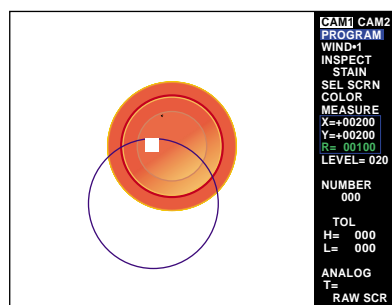 CAM1 CAM2
PROGRAM
WIND•1
INSPECT
STAIN
SEL SCRN
COLOR
MEASURE
X=+00200
Y=+00200
R= 00100
LEVEL= 020
NUMBER
000
TOL
H= 000
L= 000
ANALOG
T=
RAW SCR